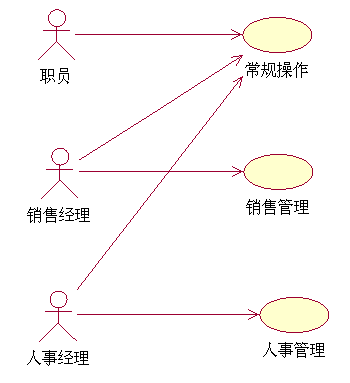 职员
常规操作
销售经理
销售管理
人事经理
人事管理